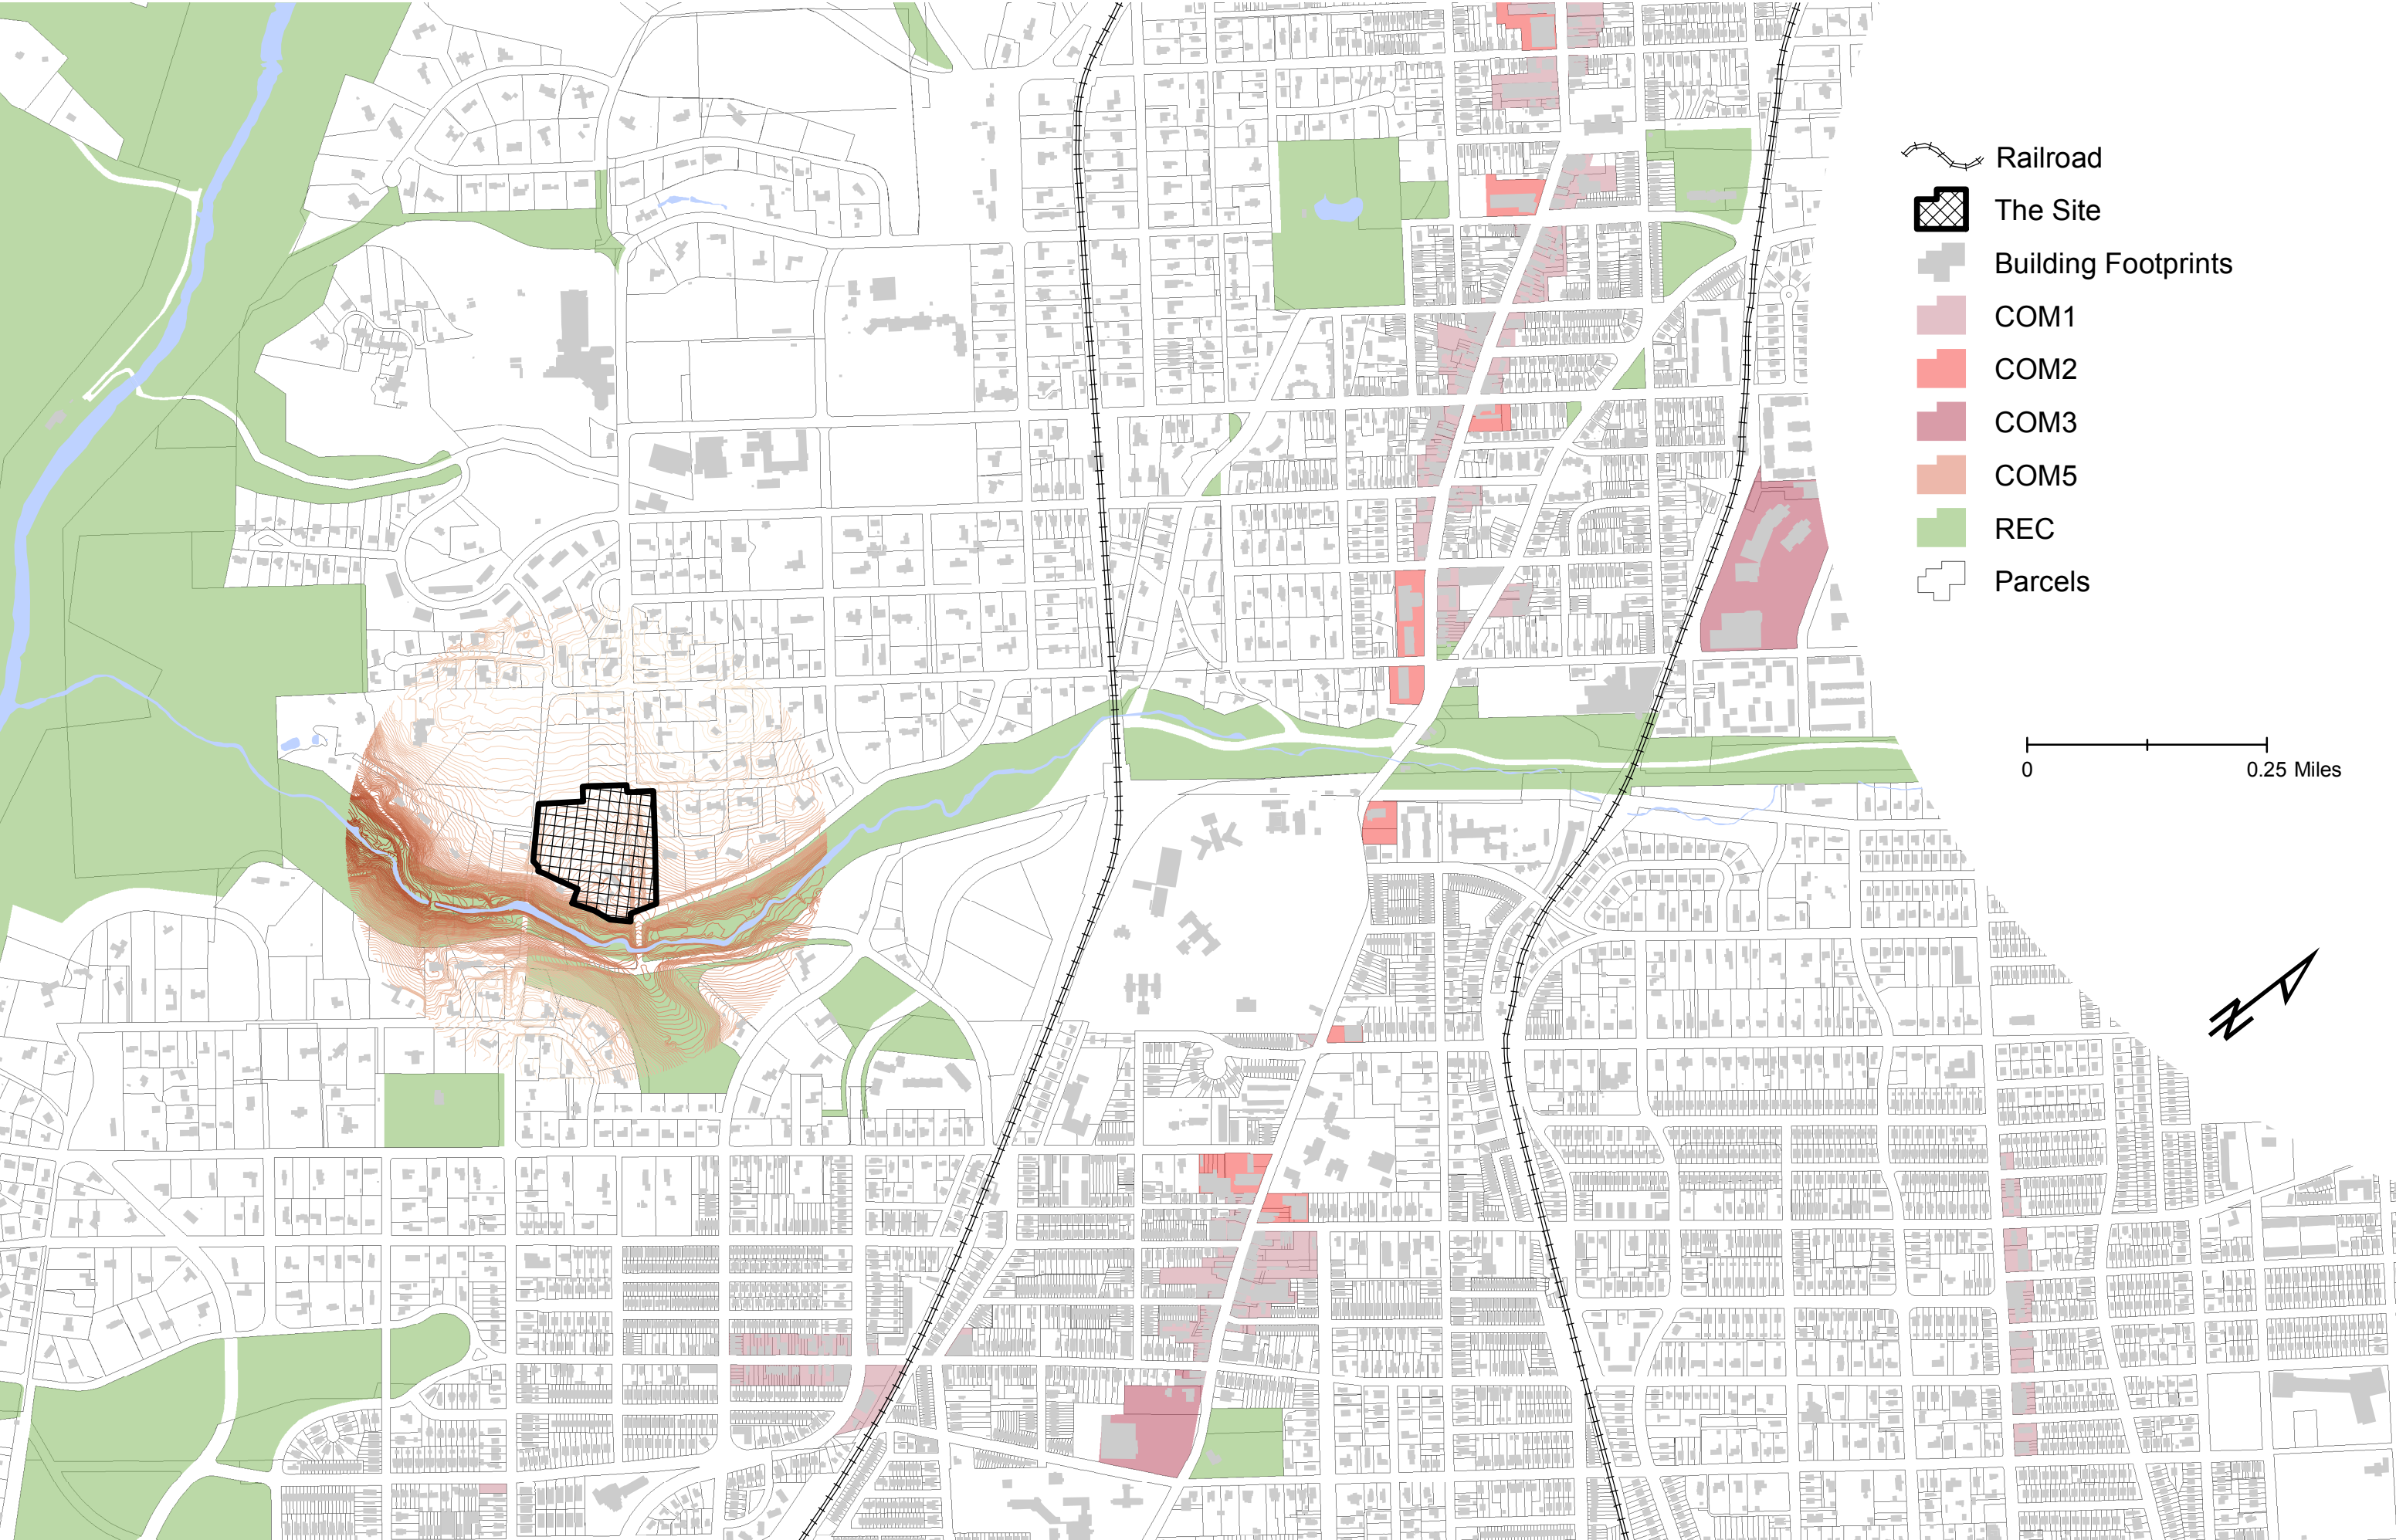 Railroad
The Site
Building Footprints
COM1
COM2
COM3
COM5
REC
Parcels
0 0.25 Miles
N